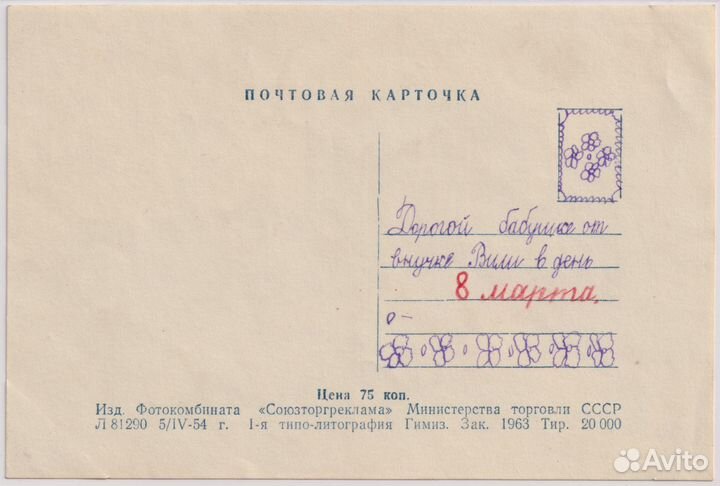 ПОЧТОВАЯ КАРТОЧКА
Дорогой бабушке от
внучке Вили в день
8 марта.
Цена 75 коп.
Изд. Фотокомбината «Союзторгреклама» Министерства торговли СССР
Л 81290 5/IV-54 г. 1-я типо-литография Гимиз. Зак. 1963 Тир. 20 000
Avito